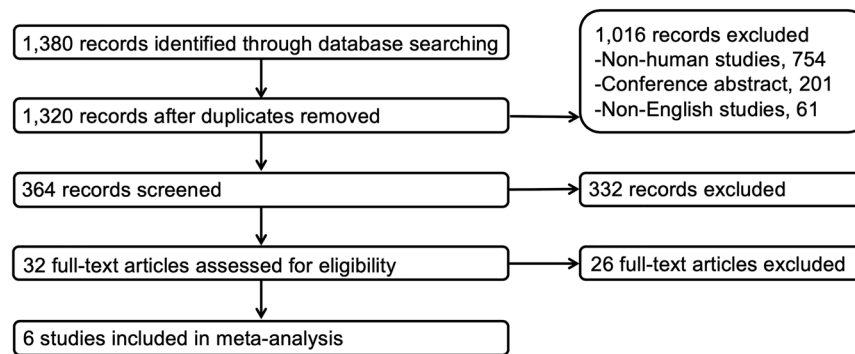 1,380 records identified through database searching
1,016 records excluded
-Non-human studies, 754
-Conference abstract, 201
-Non-English studies, 61
1,320 records after duplicates removed
364 records screened
332 records excluded
32 full-text articles assessed for eligibility
26 full-text articles excluded
6 studies included in meta-analysis